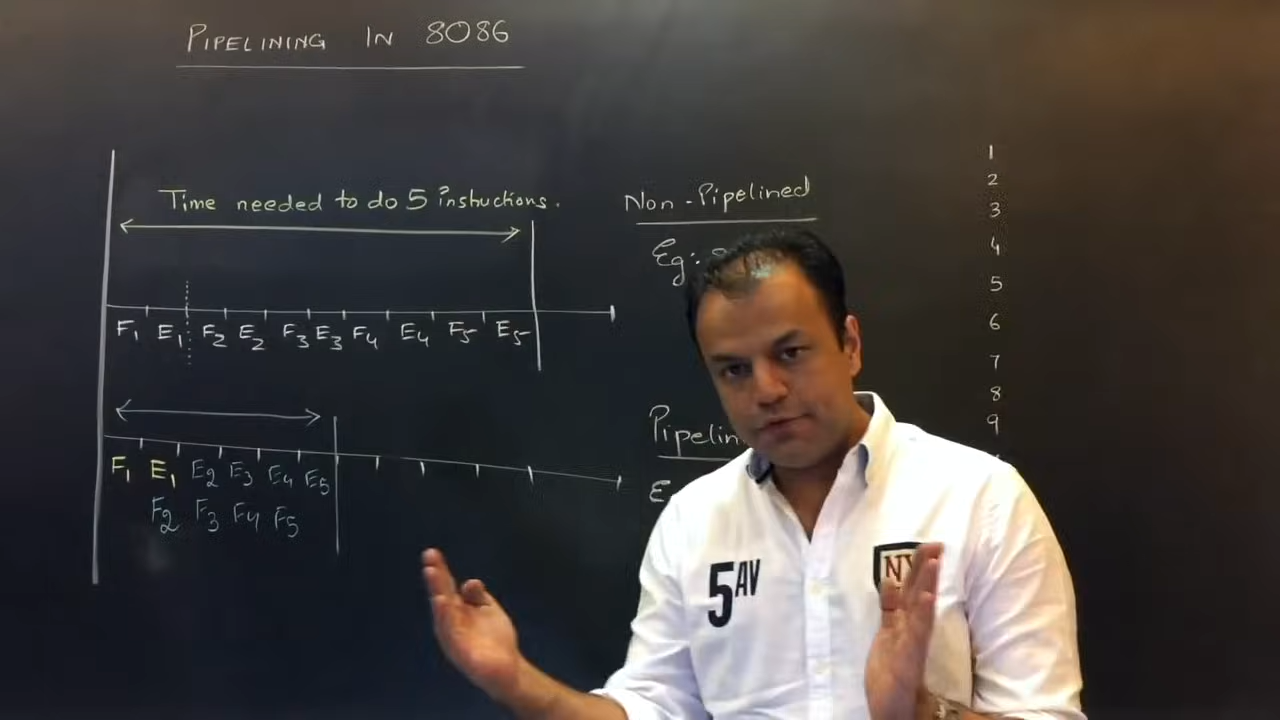 PIPELINING IN 8086
Time needed to do 5 instuctions.
F1 E1 F2 E2 F3 E3 F4 E4 F5 E5
F1 E1 E2 E3 E4 E5
F2 F3 F4 F5
Non-Pipelined
Eg:
1
2
3
4
5
6
7
8
9
5AV